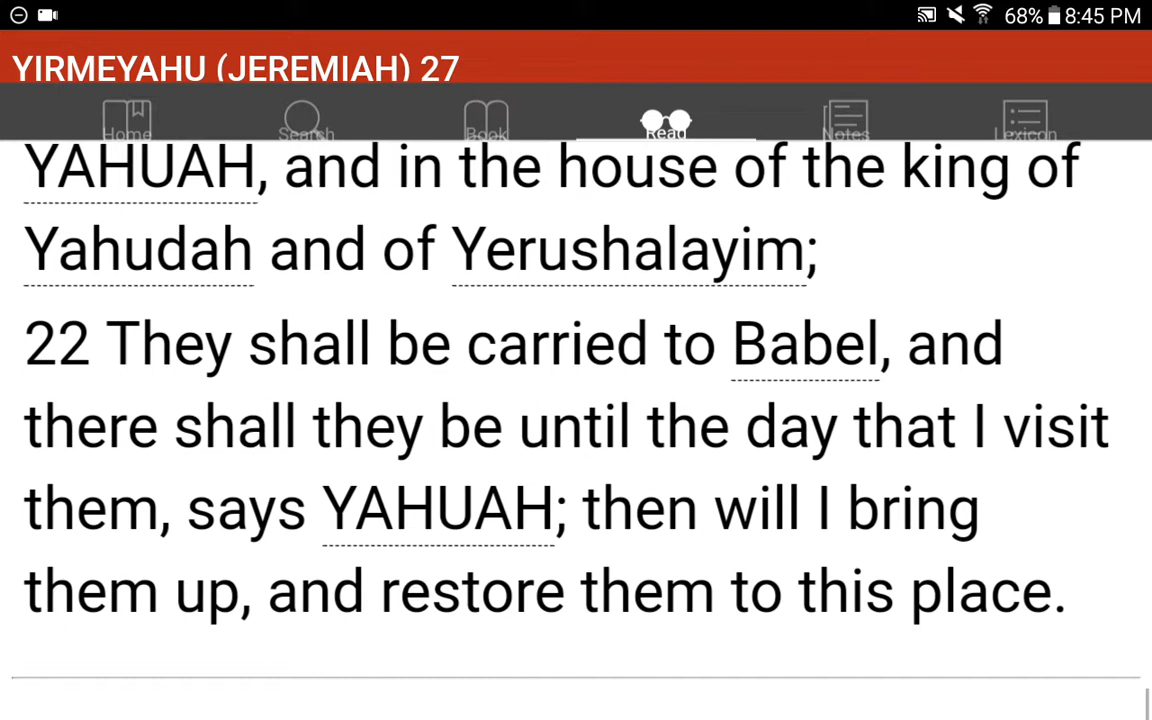 68% 8:45 PM
YIRMEYAHU (JEREMIAH) 27
Home Search Book Read Notes Lexicon
YAHUAH, and in the house of the king of
Yahudah and of Yerushalayim;
22 They shall be carried to Babel, and
there shall they be until the day that I visit
them, says YAHUAH; then will I bring
them up, and restore them to this place.